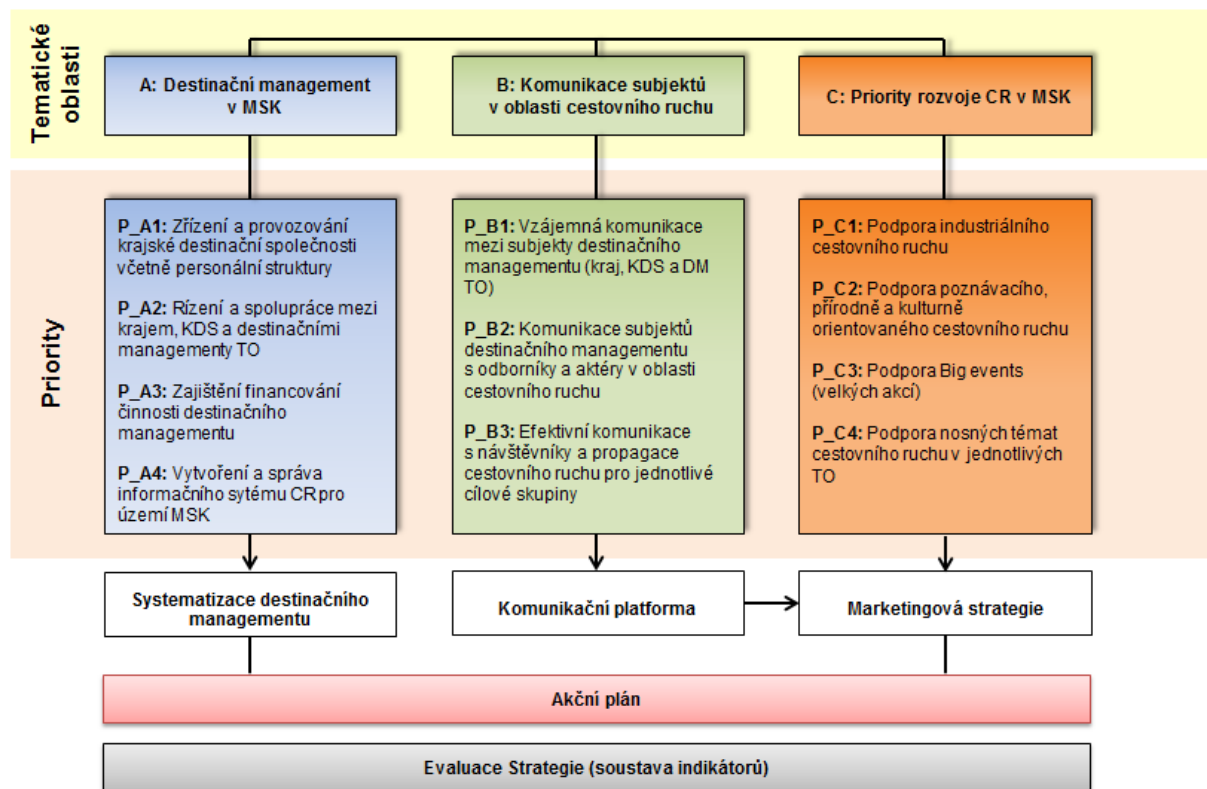 Tematické
oblasti
A: Destinační management
v MSK
B: Komunikace subjektů
v oblasti cestovního ruchu
C: Priority rozvoje CR v MSK
Priority
P_A1: Zřízení a provozování
krajské destinační společnosti
včetně personální struktury
P_A2: Rízení a spolupráce mezi
krajem, KDS a destinačními
managementy TO
P_A3: Zajištění financování
činnosti destinačního
managementu
P_A4: Vytvoření a správa
informačního sytému CR pro
území MSK
P_B1: Vzájemná komunikace
mezi subjekty destinačního
managementu (kraj, KDS a DM
TO)
P_B2: Komunikace subjektů
destinačního managementu
s odborníky a aktéry v oblasti
cestovního ruchu
P_B3: Efektivní komunikace
s návštěvníky a propagace
cestovního ruchu pro jednotlivé
cílové skupiny
P_C1: Podpora industriálního
cestovního ruchu
P_C2: Podpora poznávacího,
přírodně a kulturně
orientovaného cestovního ruchu
P_C3: Podpora Big events
(velkých akcí)
P_C4: Podpora nosných témat
cestovního ruchu v jednotlivých
TO
Systematizace destinačního
managementu
Komunikační platforma
Marketingová strategie
Akční plán
Evaluace Strategie (soustava indikátorů)